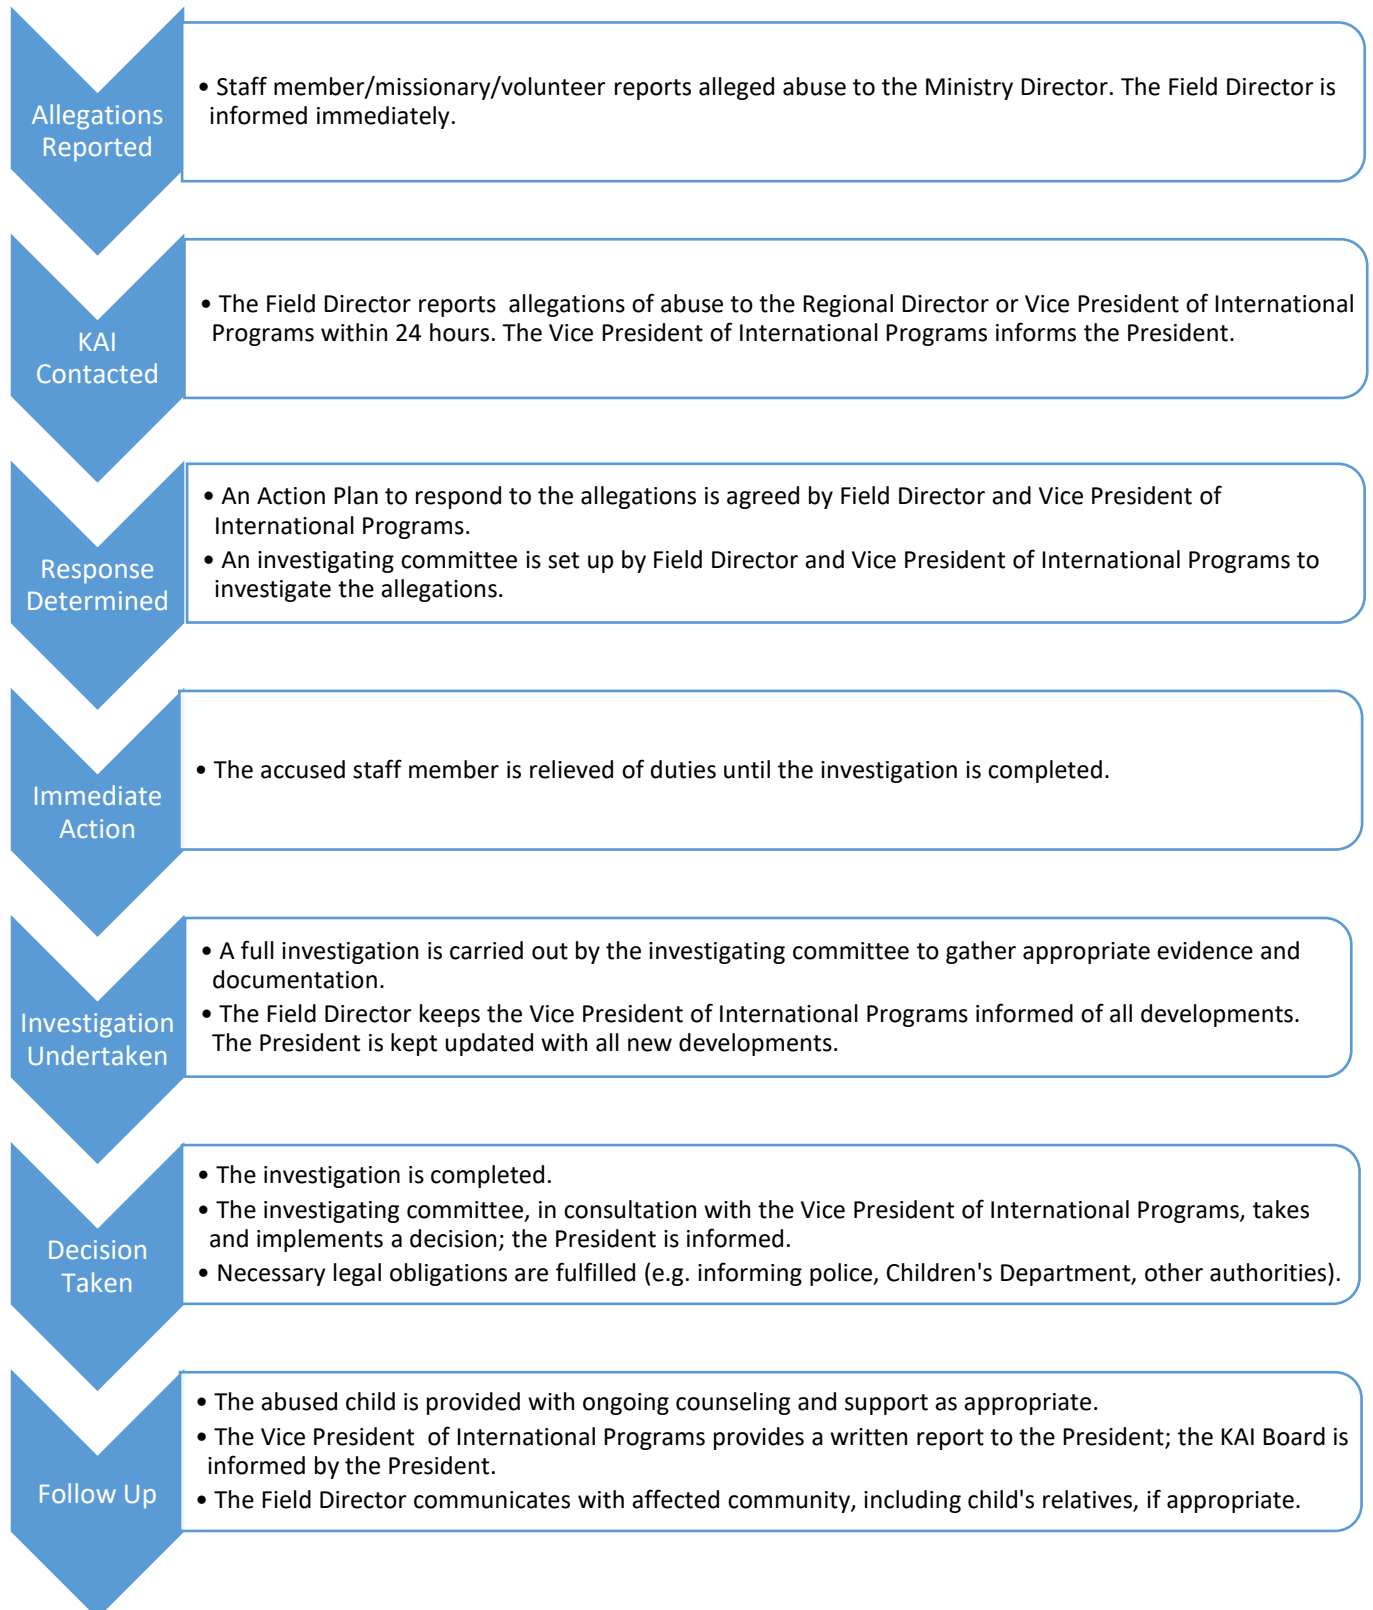 Allegations
Reported
• Staff member/missionary/volunteer reports alleged abuse to the Ministry Director. The Field Director is
informed immediately.
KAI
Contacted
• The Field Director reports  allegations of abuse to the Regional Director or Vice President of International
Programs within 24 hours. The Vice President of International Programs informs the President.
Response
Determined
• An Action Plan to respond to the allegations is agreed by Field Director and Vice President of
International Programs.
• An investigating committee is set up by Field Director and Vice President of International Programs to
investigate the allegations.
Immediate
Action
• The accused staff member is relieved of duties until the investigation is completed.
Investigation
Undertaken
• A full investigation is carried out by the investigating committee to gather appropriate evidence and
documentation.
• The Field Director keeps the Vice President of International Programs informed of all developments.
The President is kept updated with all new developments.
Decision
Taken
• The investigation is completed.
• The investigating committee, in consultation with the Vice President of International Programs, takes
and implements a decision; the President is informed.
• Necessary legal obligations are fulfilled (e.g. informing police, Children's Department, other authorities).
Follow Up
• The abused child is provided with ongoing counseling and support as appropriate.
• The Vice President  of International Programs provides a written report to the President; the KAI Board is
informed by the President.
• The Field Director communicates with affected community, including child's relatives, if appropriate.